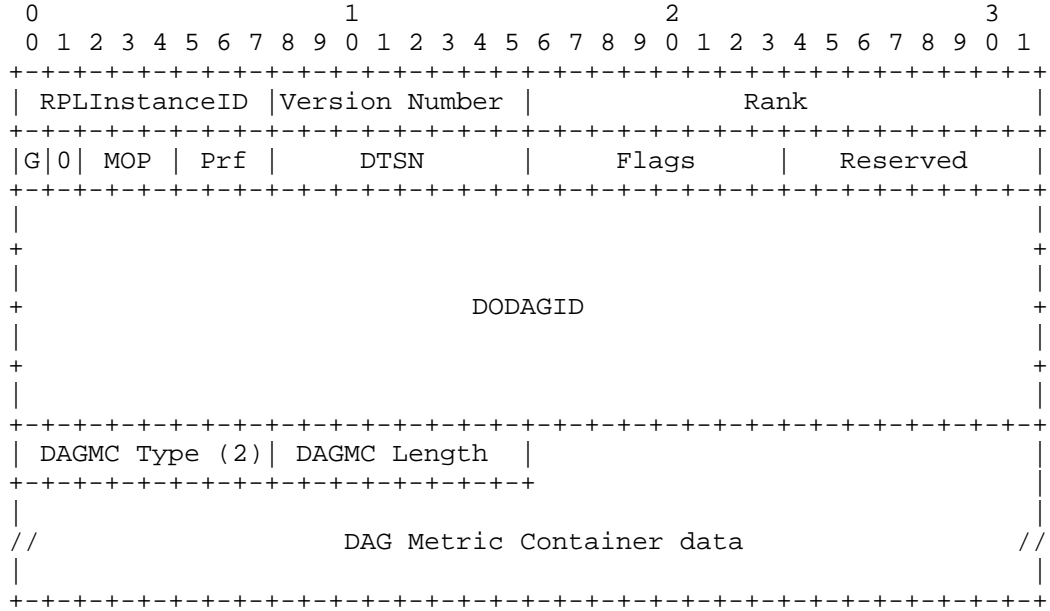 0                   1                   2                   3
 0 1 2 3 4 5 6 7 8 9 0 1 2 3 4 5 6 7 8 9 0 1 2 3 4 5 6 7 8 9 0 1
+-+-+-+-+-+-+-+-+-+-+-+-+-+-+-+-+-+-+-+-+-+-+-+-+-+-+-+-+-+-+-+-+
| RPLInstanceID |Version Number |             Rank              |
+-+-+-+-+-+-+-+-+-+-+-+-+-+-+-+-+-+-+-+-+-+-+-+-+-+-+-+-+-+-+-+-+
|G|0| MOP | Prf |     DTSN      |     Flags     |   Reserved    |
+-+-+-+-+-+-+-+-+-+-+-+-+-+-+-+-+-+-+-+-+-+-+-+-+-+-+-+-+-+-+-+-+
|                                                               |
+                                                               +
|                                                               |
+                            DODAGID                            +
|                                                               |
+                                                               +
|                                                               |
+-+-+-+-+-+-+-+-+-+-+-+-+-+-+-+-+-+-+-+-+-+-+-+-+-+-+-+-+-+-+-+-+
| DAGMC Type (2)| DAGMC Length  |                               |
+-+-+-+-+-+-+-+-+-+-+-+-+-+-+-+-+                               |
|                                                               |
//                   DAG Metric Container data                 //
|                                                               |
+-+-+-+-+-+-+-+-+-+-+-+-+-+-+-+-+-+-+-+-+-+-+-+-+-+-+-+-+-+-+-+-+